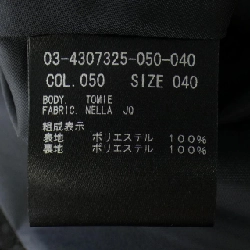 03-4307325-050-040
COL.050 SIZE 040
BODY. TOMIE
FABRIC. NELLA JQ
組成表示
表地 ポリエステル 100%
裏地 ポリエステル 100%